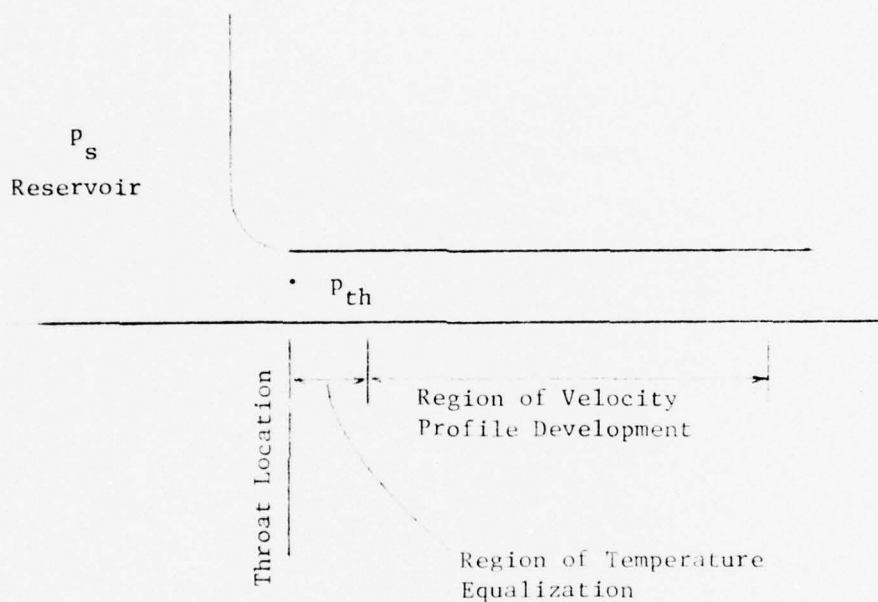 P_s
Reservoir
P_th
Throat Location
Region of Velocity
Profile Development
Region of Temperature
Equalization